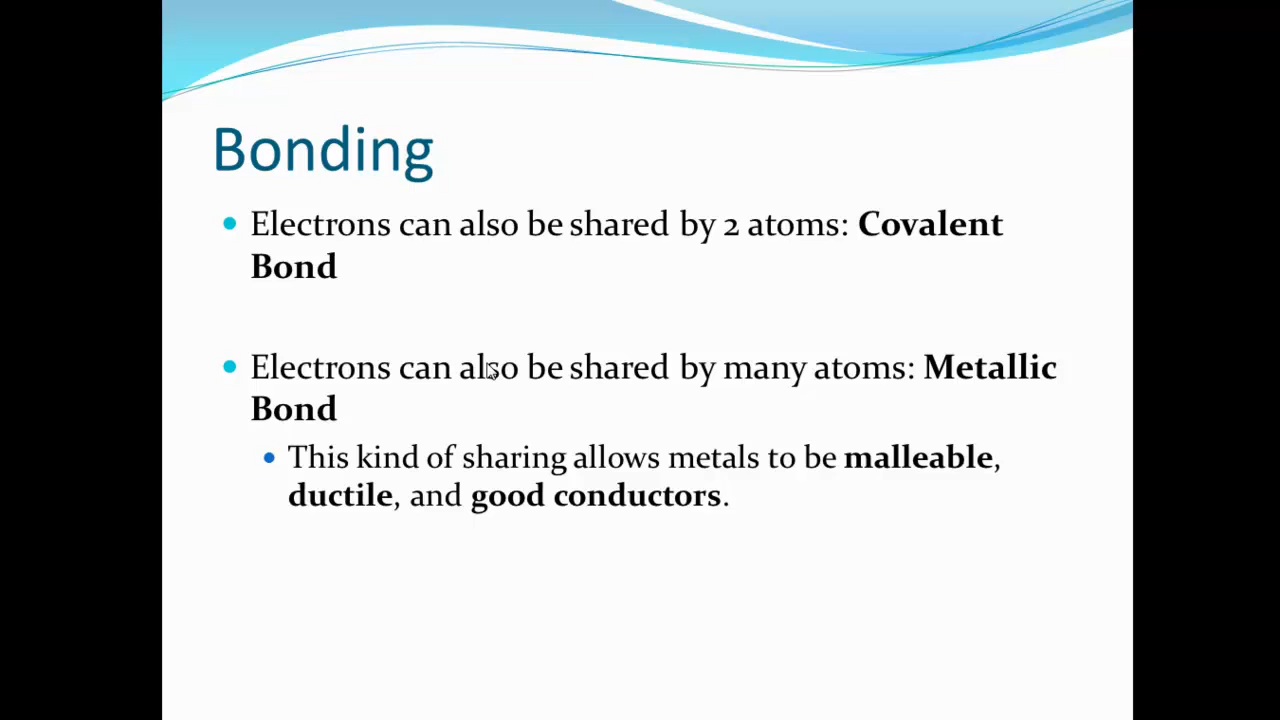 Bonding
• Electrons can also be shared by 2 atoms: Covalent
Bond
• Electrons can also be shared by many atoms: Metallic
Bond
• This kind of sharing allows metals to be malleable,
ductile, and good conductors.